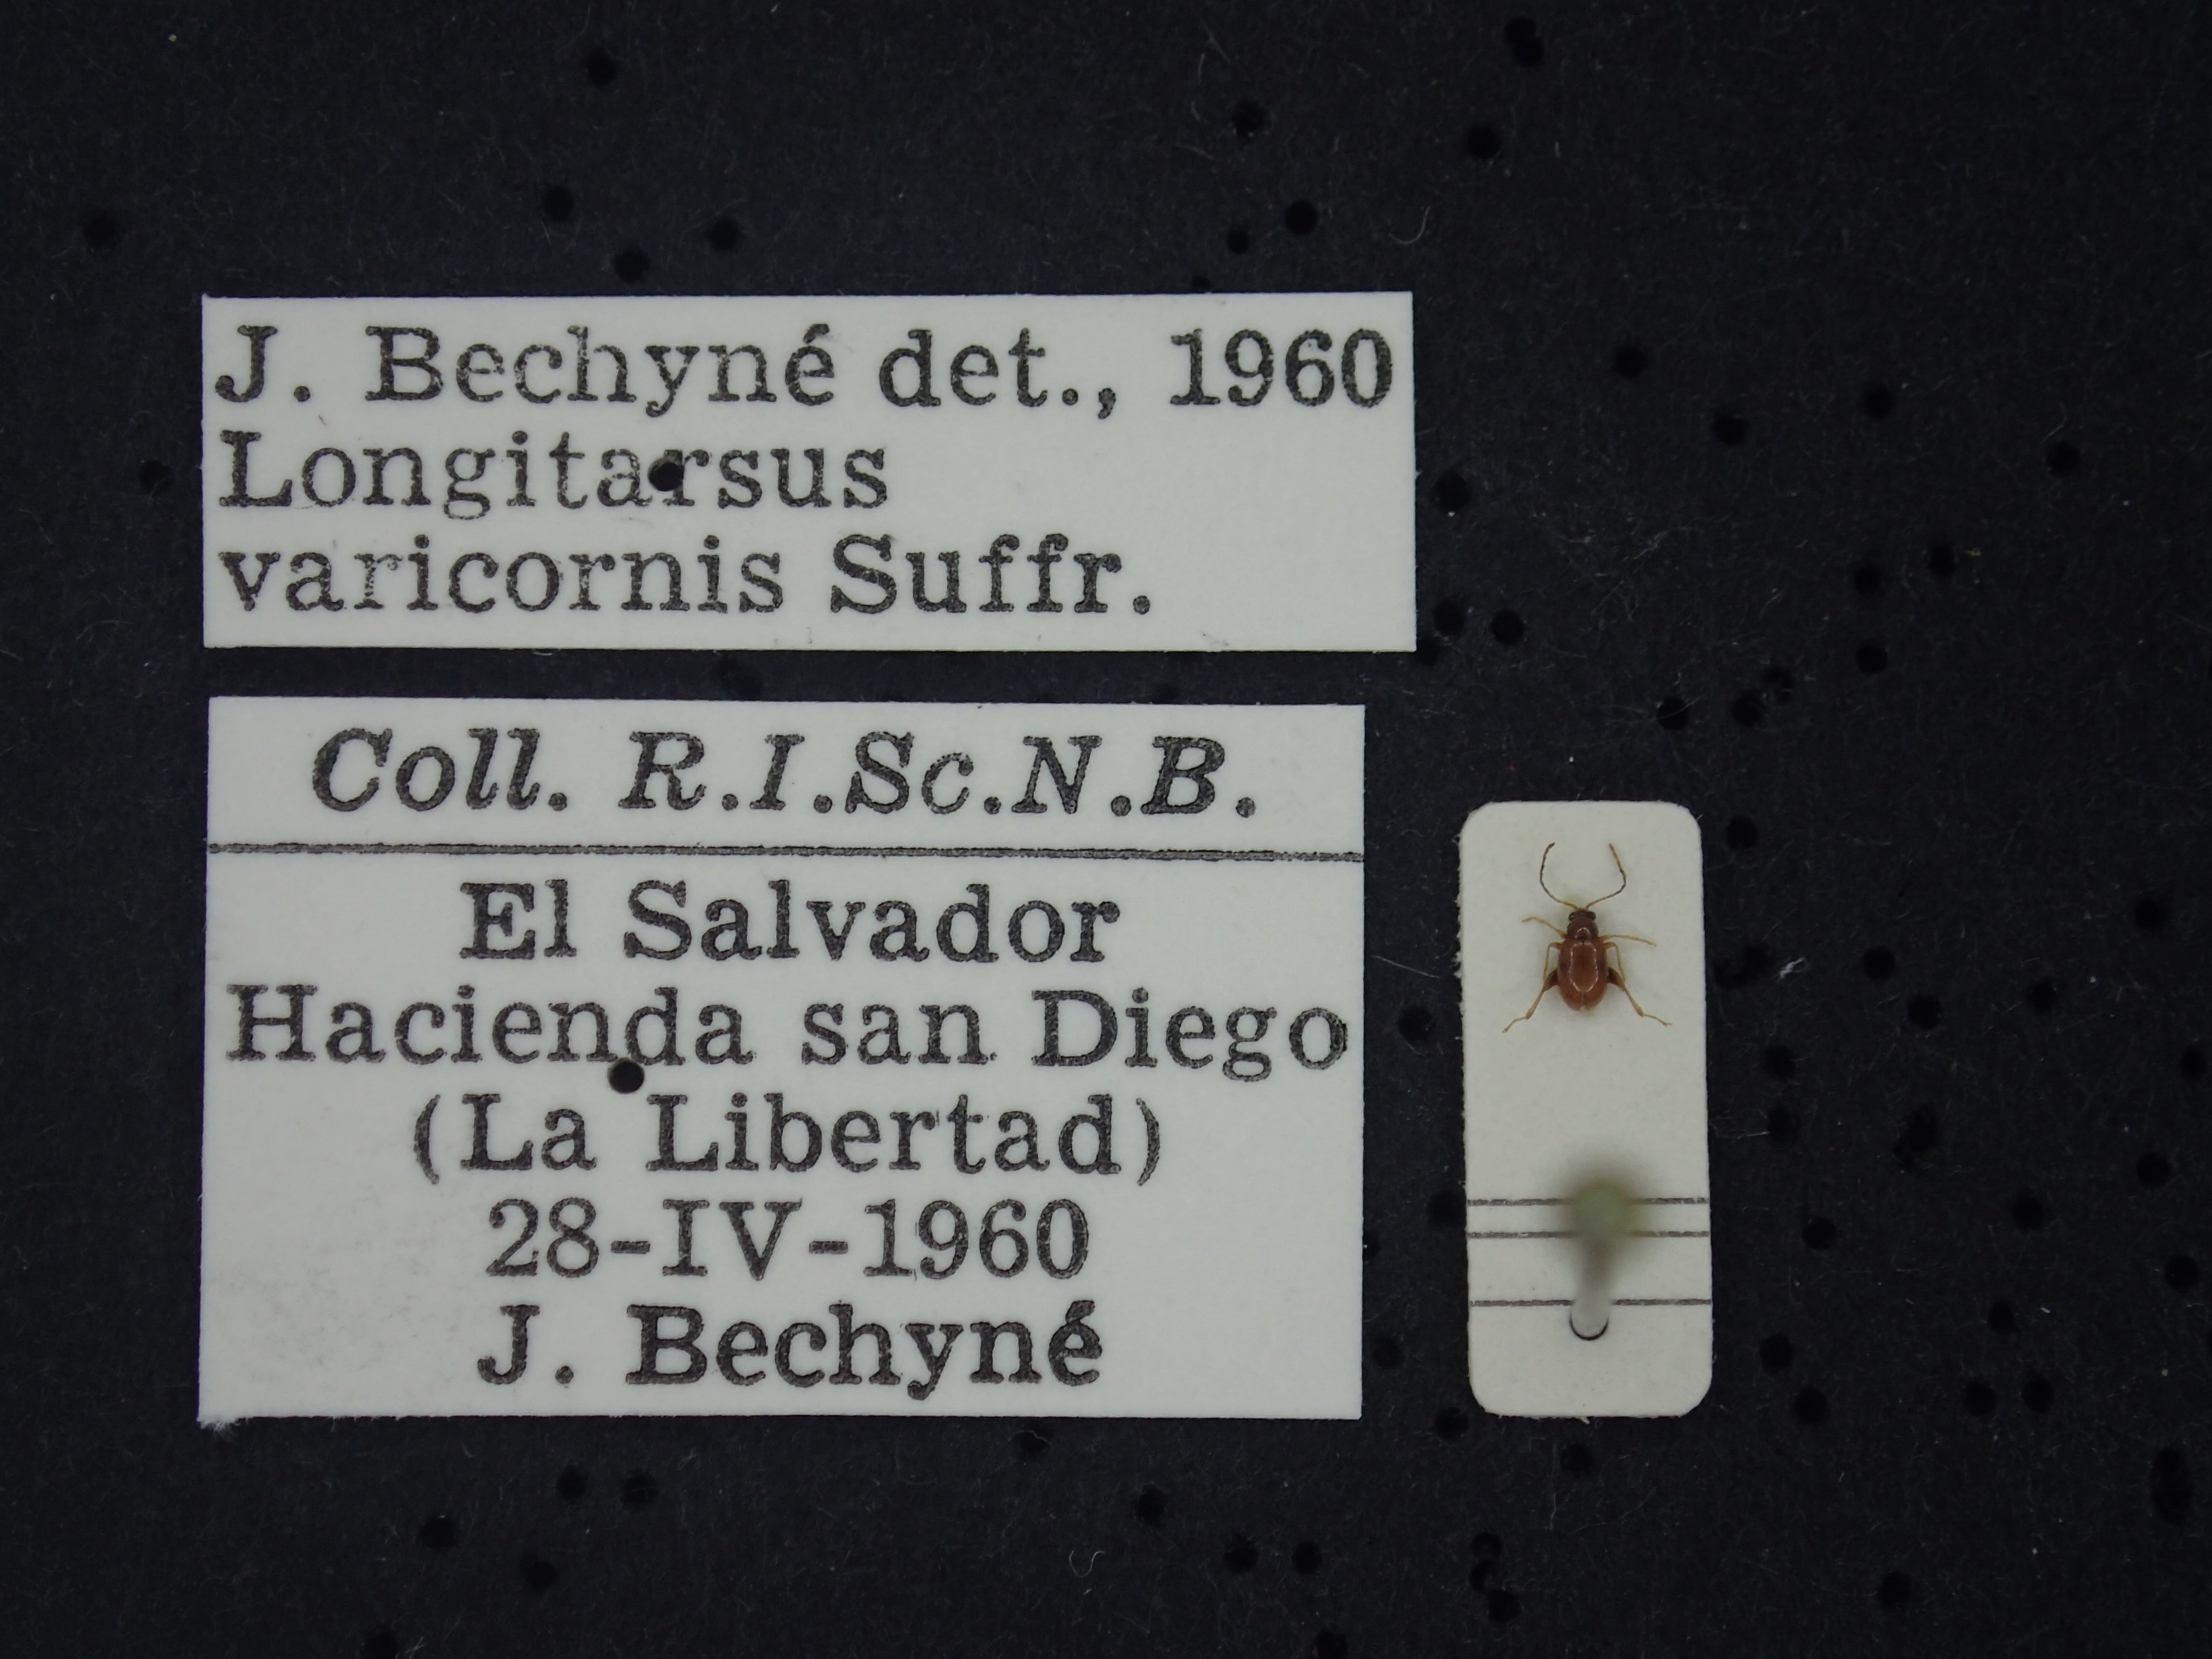 J. Bechyné det., 1960
Longitarsus
varicornis Suffr.
Coll. R.I.Sc.N.B.
El Salvador
Hacienda san Diego
(La Libertad)
28-IV-1960
J. Bechyné